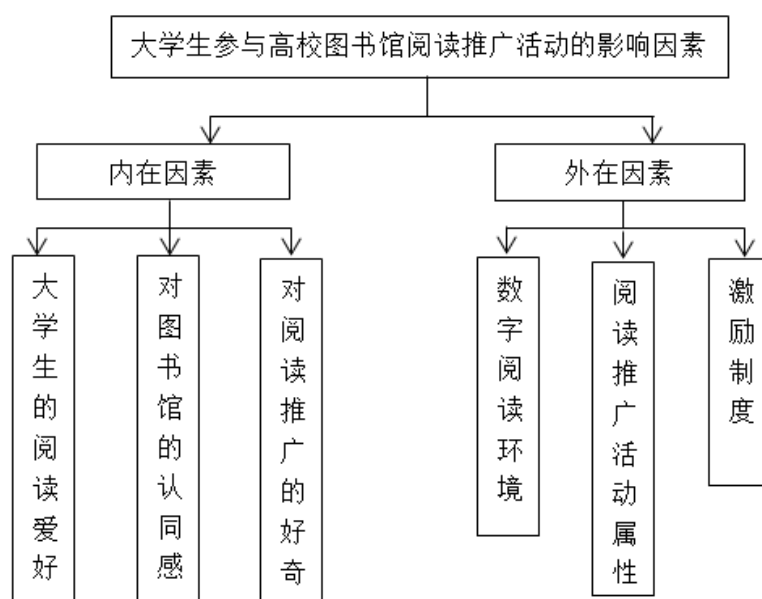 大学生参与高校图书馆阅读推广活动的影响因素
内在因素
外在因素
大学生的阅读爱好
对图书馆的认同感
对阅读推广的好奇
数字阅读环境
阅读推广活动属性
激励制度